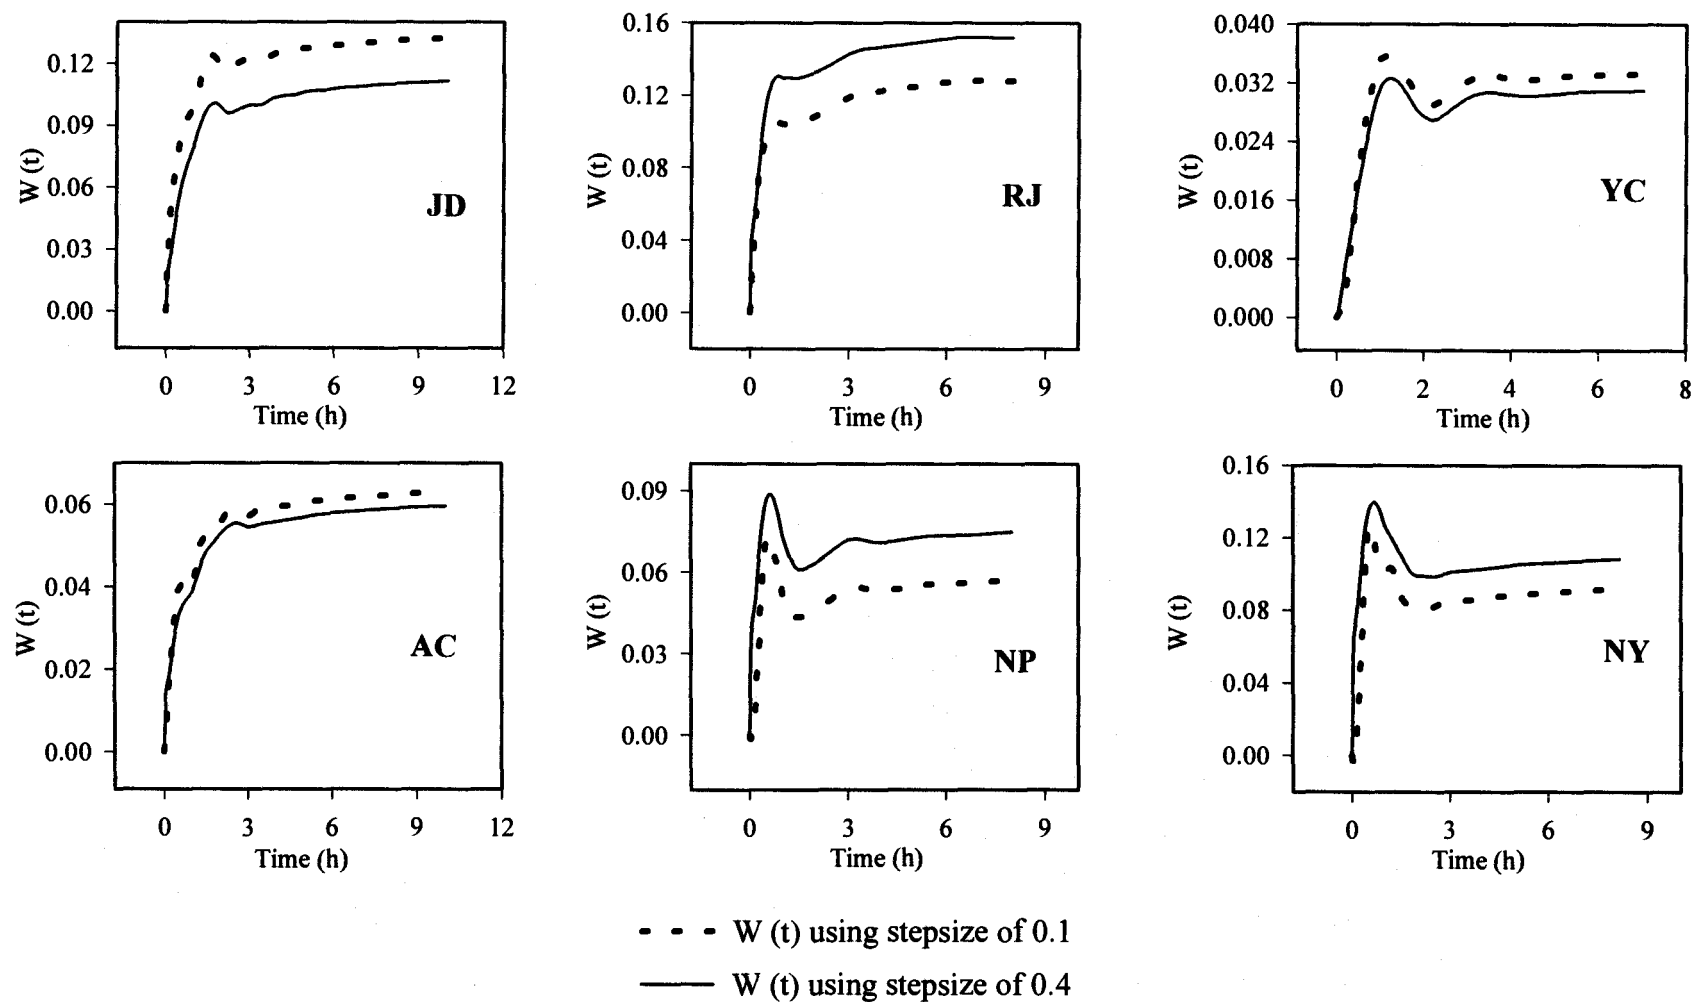 0.12
0.09
0.06
0.03
0.00
W (t)
JD
0 3 6 9 12
Time (h)
0.16
0.12
0.08
0.04
0.00
W (t)
RJ
0 3 6 9
Time (h)
0.040
0.032
0.024
0.016
0.008
0.000
W (t)
YC
0 2 4 6 8
Time (h)
0.06
0.04
0.02
0.00
W (t)
AC
0 3 6 9 12
Time (h)
0.09
0.06
0.03
0.00
W (t)
NP
0 3 6 9
Time (h)
0.16
0.12
0.08
0.04
0.00
W (t)
NY
0 3 6 9
Time (h)
W (t) using stepsize of 0.1
W (t) using stepsize of 0.4